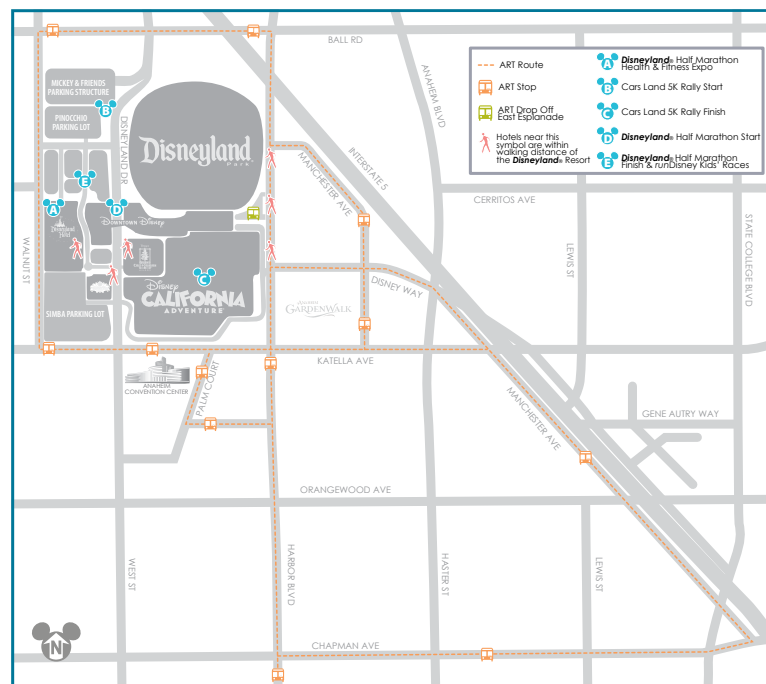 BALL RD
ART Route
ART Stop
ART Drop Off
East Esplanade
Hotels near this
symbol are within
walking distance of
the Disneyland® Resort
A
Disneyland® Half Marathon
Health & Fitness Expo
B
Cars Land 5K Rally Start
C
Cars Land 5K Rally Finish
D
Disneyland® Half Marathon Start
E
Disneyland® Half Marathon
Finish & runDisney Kids' Races
MICKEY & FRIENDS
PARKING STRUCTURE
B
PINOCCHIO
PARKING LOT
DISNEYLAND DR
Disneyland
Park
ANAHEIM BLVD
INTERSTATE 5
MANCHESTER AVE
CERRITOS AVE
E
A
D
DOWNTOWN DISNEY
Disneyland
Hotel
WALNUT ST
LEWIS ST
STATE COLLEGE BLVD
C
Disney
CALIFORNIA
ADVENTURE
DISNEY WAY
GARDENWALK
SIMBA PARKING LOT
KATELLA AVE
ANAHEIM
CONVENTION CENTER
PALM COURT
MANCHESTER AVE
GENE AUTRY WAY
ORANGEWOOD AVE
WEST ST
HARBOR BLVD
HASTER ST
LEWIS ST
CHAPMAN AVE
N